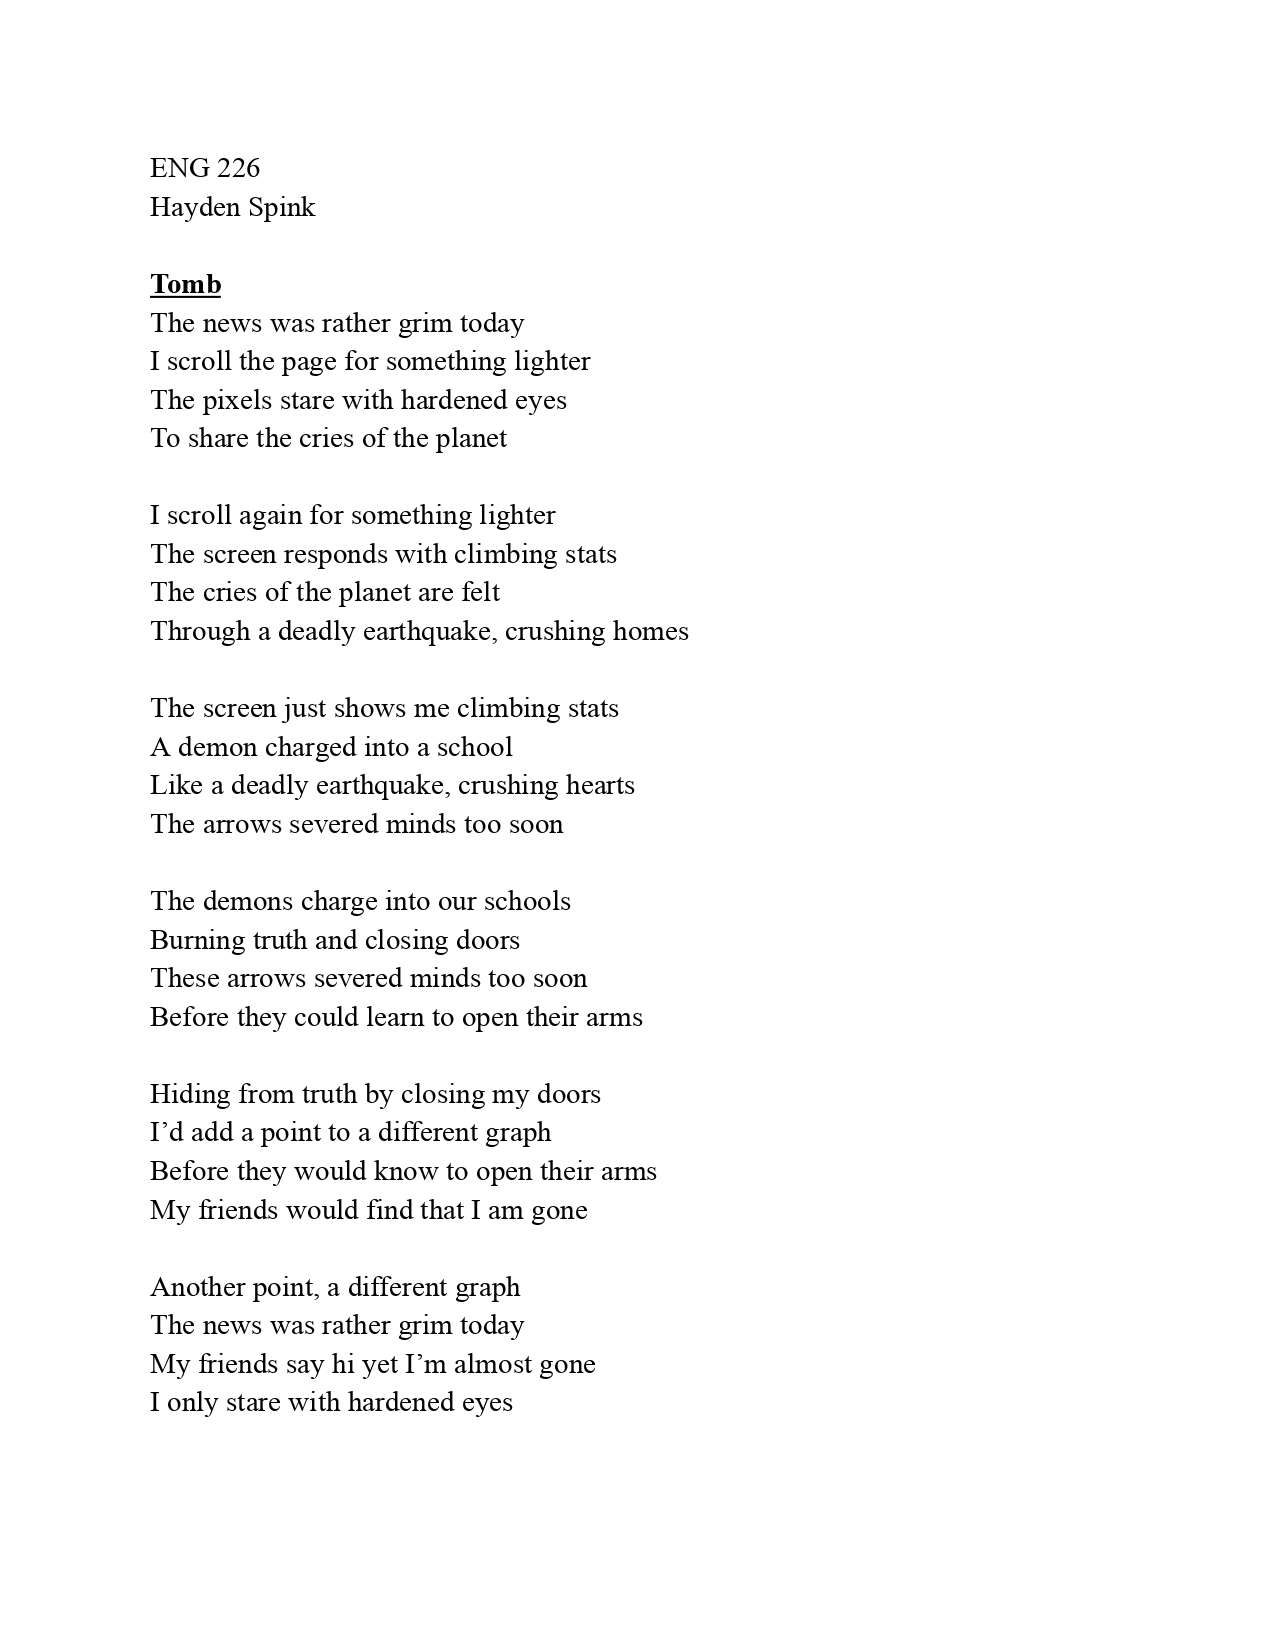 ENG 226
Hayden Spink
Tomb
The news was rather grim today
I scroll the page for something lighter
The pixels stare with hardened eyes
To share the cries of the planet
I scroll again for something lighter
The screen responds with climbing stats
The cries of the planet are felt
Through a deadly earthquake, crushing homes
The screen just shows me climbing stats
A demon charged into a school
Like a deadly earthquake, crushing hearts
The arrows severed minds too soon
The demons charge into our schools
Burning truth and closing doors
These arrows severed minds too soon
Before they could learn to open their arms
Hiding from truth by closing my doors
I’d add a point to a different graph
Before they would know to open their arms
My friends would find that I am gone
Another point, a different graph
The news was rather grim today
My friends say hi yet I’m almost gone
I only stare with hardened eyes